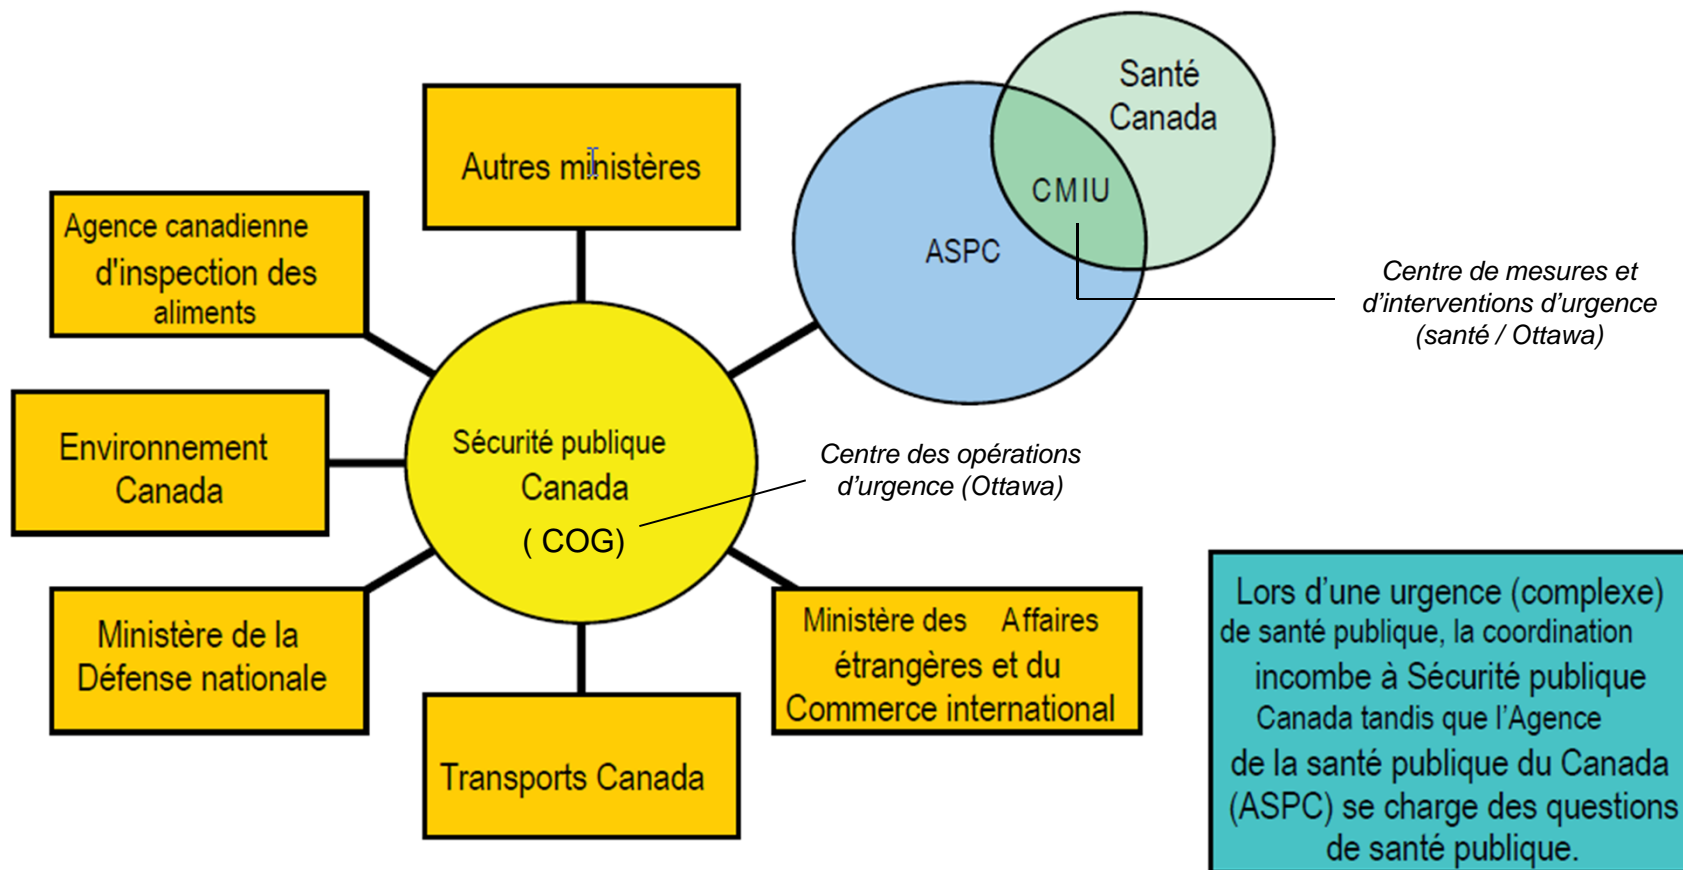 Santé
Canada
CMIU
ASPC
Autres ministères
Agence canadienne
d'inspection des
aliments
Centre de mesures et
d’interventions d’urgence
(santé / Ottawa)
Environnement
Canada
Sécurité publique
Canada
( COG)
Centre des opérations
d’urgence (Ottawa)
Ministère de la
Défense nationale
Ministère des Affaires
étrangères et du
Commerce international
Transports Canada
Lors d’une urgence (complexe)
de santé publique, la coordination
incombe à Sécurité publique
Canada tandis que l’Agence
de la santé publique du Canada
(ASPC) se charge des questions
de santé publique.